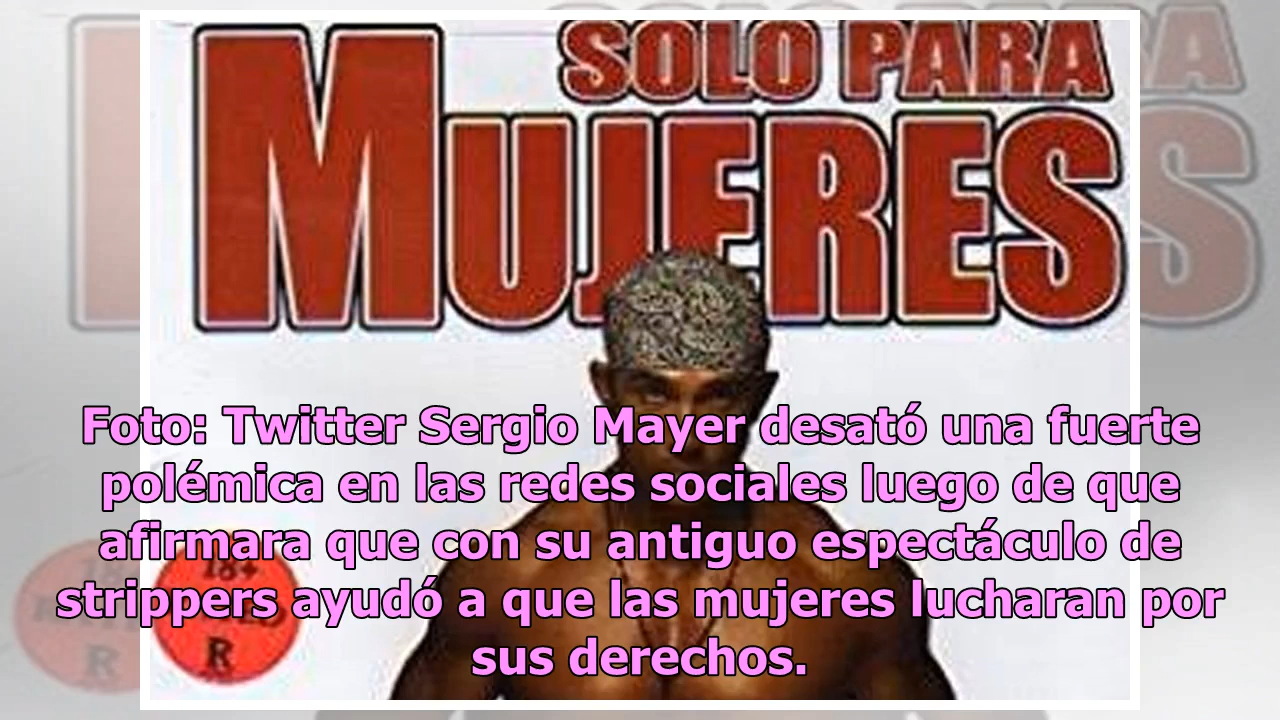 SOLO PARA
MUJERES
Foto: Twitter Sergio Mayer desató una fuerte
polémica en las redes sociales luego de que
afirmara que con su antiguo espectáculo de
strippers ayudó a que las mujeres lucharan por
sus derechos.
18+
R